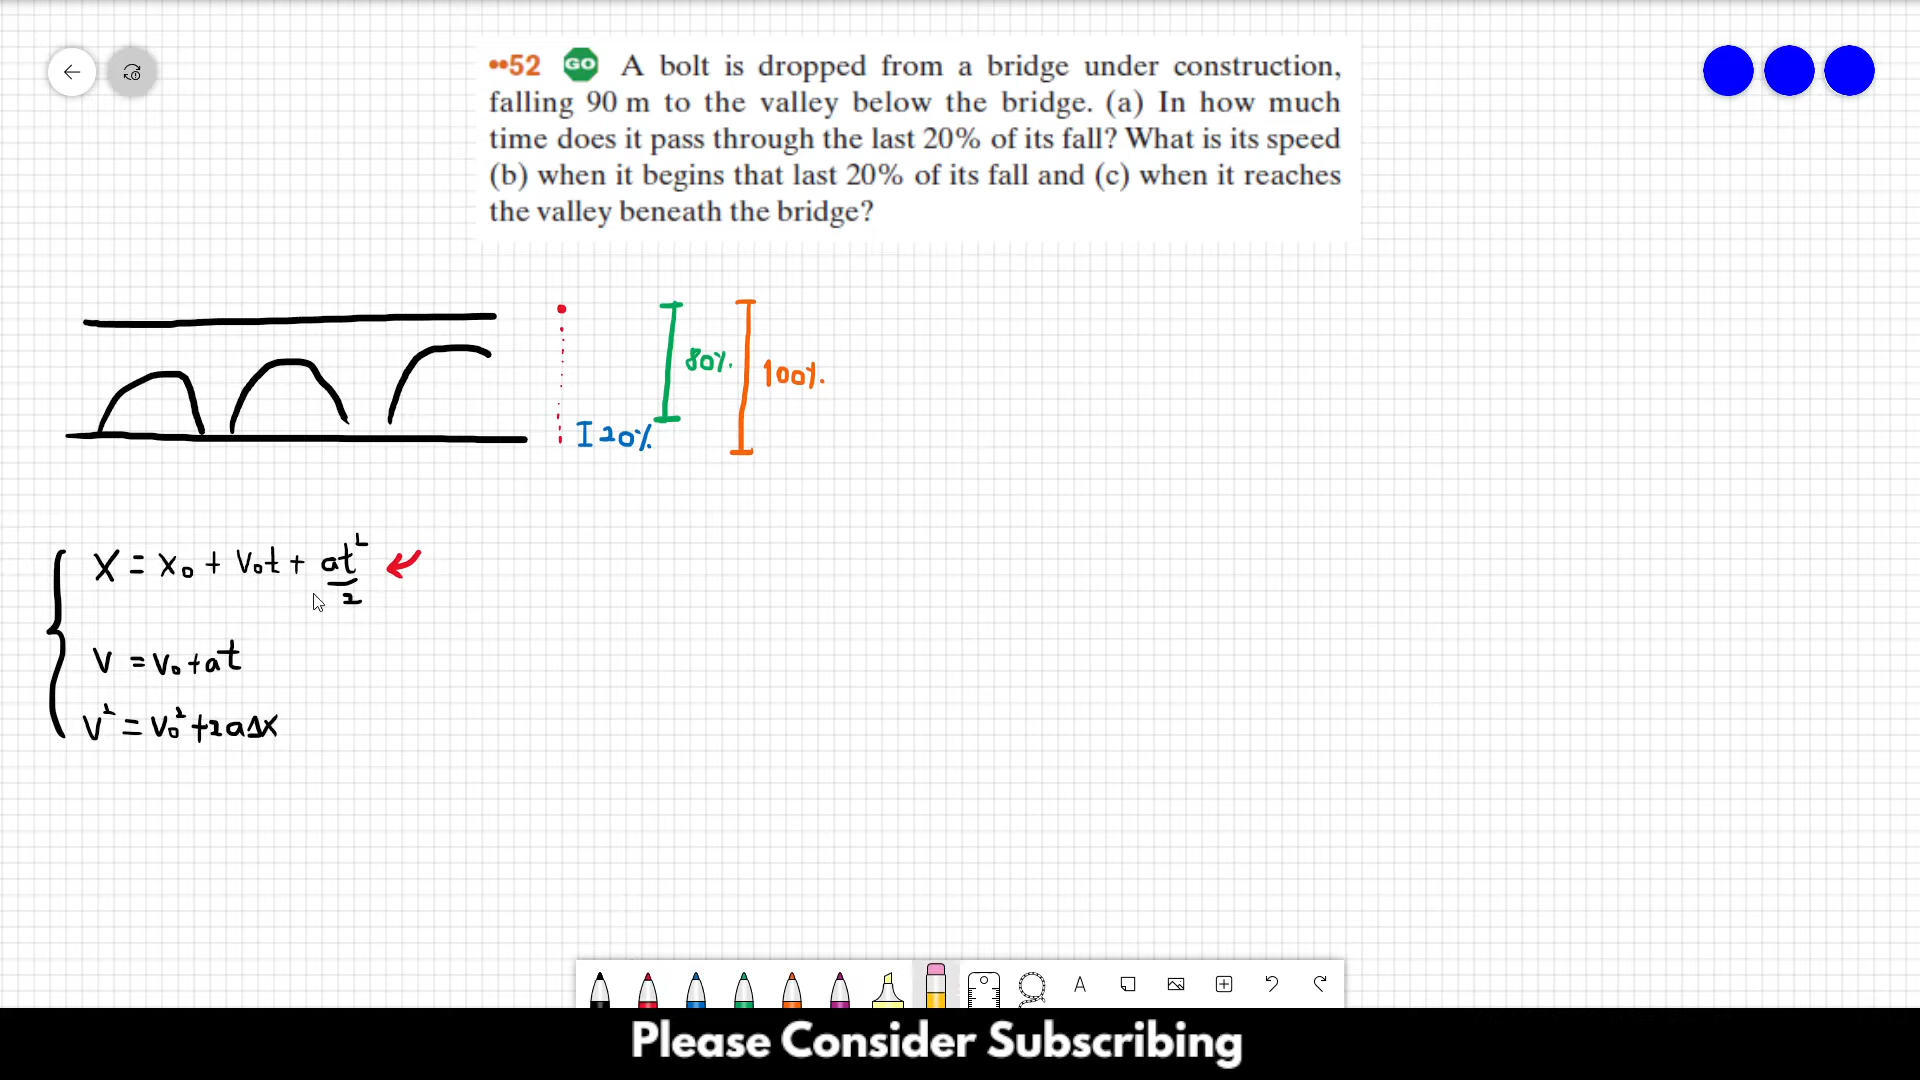 ••52 GO A bolt is dropped from a bridge under construction,
falling 90 m to the valley below the bridge. (a) In how much
time does it pass through the last 20% of its fall? What is its speed
(b) when it begins that last 20% of its fall and (c) when it reaches
the valley beneath the bridge?
80%.
100%.
20%
X = x₀ + v₀t + at²/2
v = v₀+at
v² = v₀²+2aΔx
A
Please Consider Subscribing